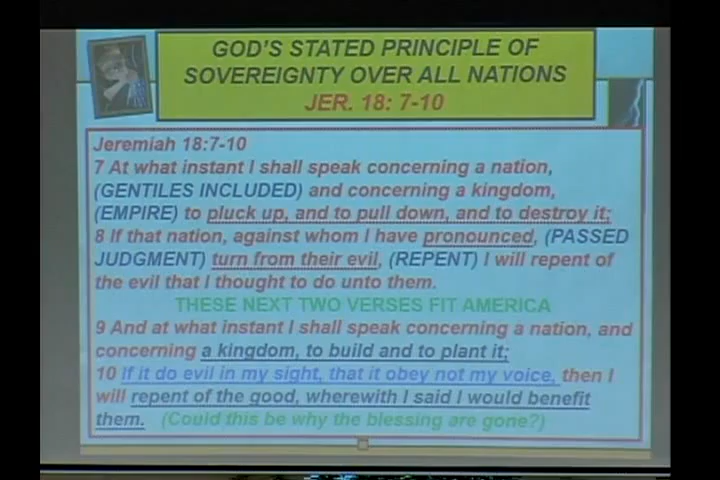 GOD'S STATED PRINCIPLE OF
SOVEREIGNTY OVER ALL NATIONS
JER. 18: 7-10
Jeremiah 18:7-10
7 At what instant I shall speak concerning a nation,
(GENTILES INCLUDED) and concerning a kingdom,
(EMPIRE) to pluck up, and to pull down, and to destroy it;
8 If that nation, against whom I have pronounced, (PASSED
JUDGMENT) turn from their evil, (REPENT) I will repent of
the evil that I thought to do unto them.
THESE NEXT TWO VERSES FIT AMERICA
9 And at what instant I shall speak concerning a nation, and
concerning a kingdom, to build and to plant it;
10 If it do evil in my sight, that it obey not my voice, then I
will repent of the good, wherewith I said I would benefit
them. (Could this be why the blessing are gone?)